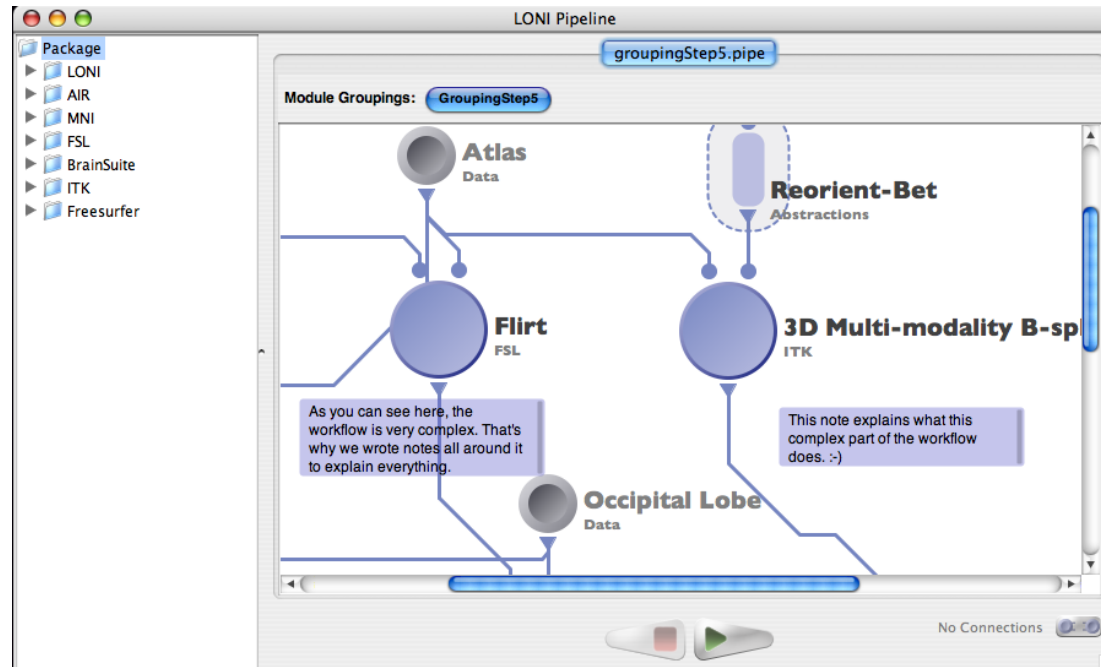 LONI Pipeline
Package
LONI
AIR
MNI
FSL
BrainSuite
ITK
Freesurfer
groupingStep5.pipe
Module Groupings: GroupingStep5
Atlas
Data
Reorient-Bet
Abstractions
Flirt
FSL
3D Multi-modality B-spl
ITK
As you can see here, the
workflow is very complex. That's
why we wrote notes all around it
to explain everything.
This note explains what this
complex part of the workflow
does. :-)
Occipital Lobe
Data
No Connections